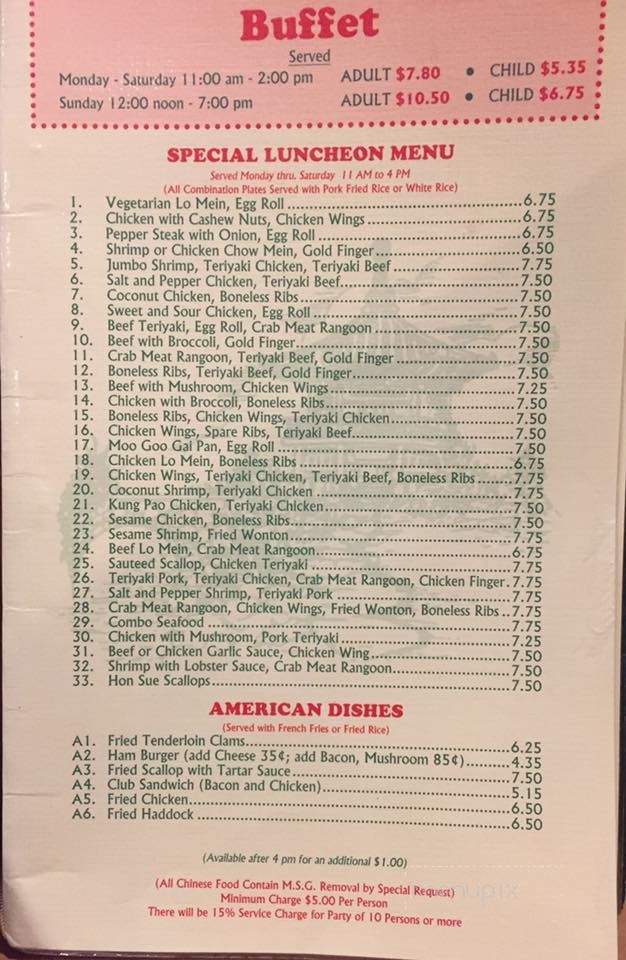 Buffet
Served
Monday - Saturday 11:00 am - 2:00 pm ADULT $7.80 • CHILD $5.35
Sunday 12:00 noon - 7:00 pm ADULT $10.50 • CHILD $6.75
SPECIAL LUNCHEON MENU
Served Monday thru. Saturday 11 AM to 4 PM
(All Combination Plates Served with Pork Fried Rice or White Rice)
1. Vegetarian Lo Mein, Egg Roll 6.75
2. Chicken with Cashew Nuts, Chicken Wings 6.75
3. Pepper Steak with Onion, Egg Roll 6.75
4. Shrimp or Chicken Chow Mein, Gold Finger 6.50
5. Jumbo Shrimp, Teriyaki Chicken, Teriyaki Beef 7.75
6. Salt and Pepper Chicken, Teriyaki Beef 7.50
7. Coconut Chicken, Boneless Ribs 7.50
8. Sweet and Sour Chicken, Egg Roll 7.50
9. Beef Teriyaki, Egg Roll, Crab Meat Rangoon 7.50
10. Beef with Broccoli, Gold Finger 7.50
11. Crab Meat Rangoon, Teriyaki Beef, Gold Finger 7.50
12. Boneless Ribs, Teriyaki Beef, Gold Finger 7.50
13. Beef with Mushroom, Chicken Wings 7.25
14. Chicken with Broccoli, Boneless Ribs 7.50
15. Boneless Ribs, Chicken Wings, Teriyaki Chicken 7.50
16. Chicken Wings, Spare Ribs, Teriyaki Beef 7.50
17. Moo Goo Gai Pan, Egg Roll 7.50
18. Chicken Lo Mein, Boneless Ribs 6.75
19. Chicken Wings, Teriyaki Chicken, Teriyaki Beef, Boneless Ribs 7.75
20. Coconut Shrimp, Teriyaki Chicken 7.75
21. Kung Pao Chicken, Teriyaki Chicken 7.50
22. Sesame Chicken, Boneless Ribs 7.50
23. Sesame Shrimp, Fried Wonton 7.75
24. Beef Lo Mein, Crab Meat Rangoon 6.75
25. Sauteed Scallop, Chicken Teriyaki 7.75
26. Teriyaki Pork, Teriyaki Chicken, Crab Meat Rangoon, Chicken Finger 7.75
27. Salt and Pepper Shrimp, Teriyaki Pork 7.75
28. Crab Meat Rangoon, Chicken Wings, Fried Wonton, Boneless Ribs 7.75
29. Combo Seafood 7.75
30. Chicken with Mushroom, Pork Teriyaki 7.25
31. Beef or Chicken Garlic Sauce, Chicken Wing 7.50
32. Shrimp with Lobster Sauce, Crab Meat Rangoon 7.50
33. Hon Sue Scallops 7.50
AMERICAN DISHES
(Served with French Fries or Fried Rice)
A1. Fried Tenderloin Clams 6.25
A2. Ham Burger (add Cheese 35¢; add Bacon, Mushroom 85¢) 4.35
A3. Fried Scallop with Tartar Sauce 7.50
A4. Club Sandwich (Bacon and Chicken) 5.15
A5. Fried Chicken 6.50
A6. Fried Haddock 6.50
(Available after 4 pm for an additional $1.00)
(All Chinese Food Contain M.S.G. Removal by Special Request)
Minimum Charge $5.00 Per Person
There will be 15% Service Charge for Party of 10 Persons or more